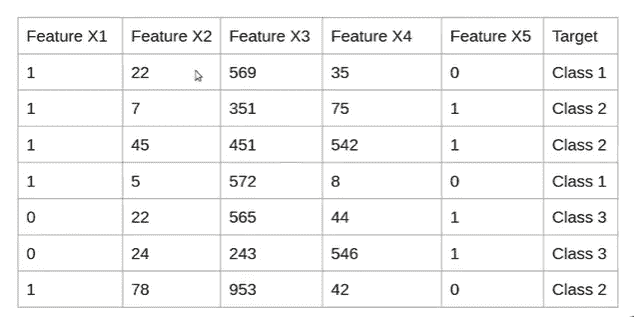 Feature X1 Feature X2 Feature X3 Feature X4 Feature X5 Target
1 22 569 35 0 Class 1
1 7 351 75 1 Class 2
1 45 451 542 1 Class 2
1 5 572 8 0 Class 1
0 22 565 44 1 Class 3
0 24 243 546 1 Class 3
1 78 953 42 0 Class 2